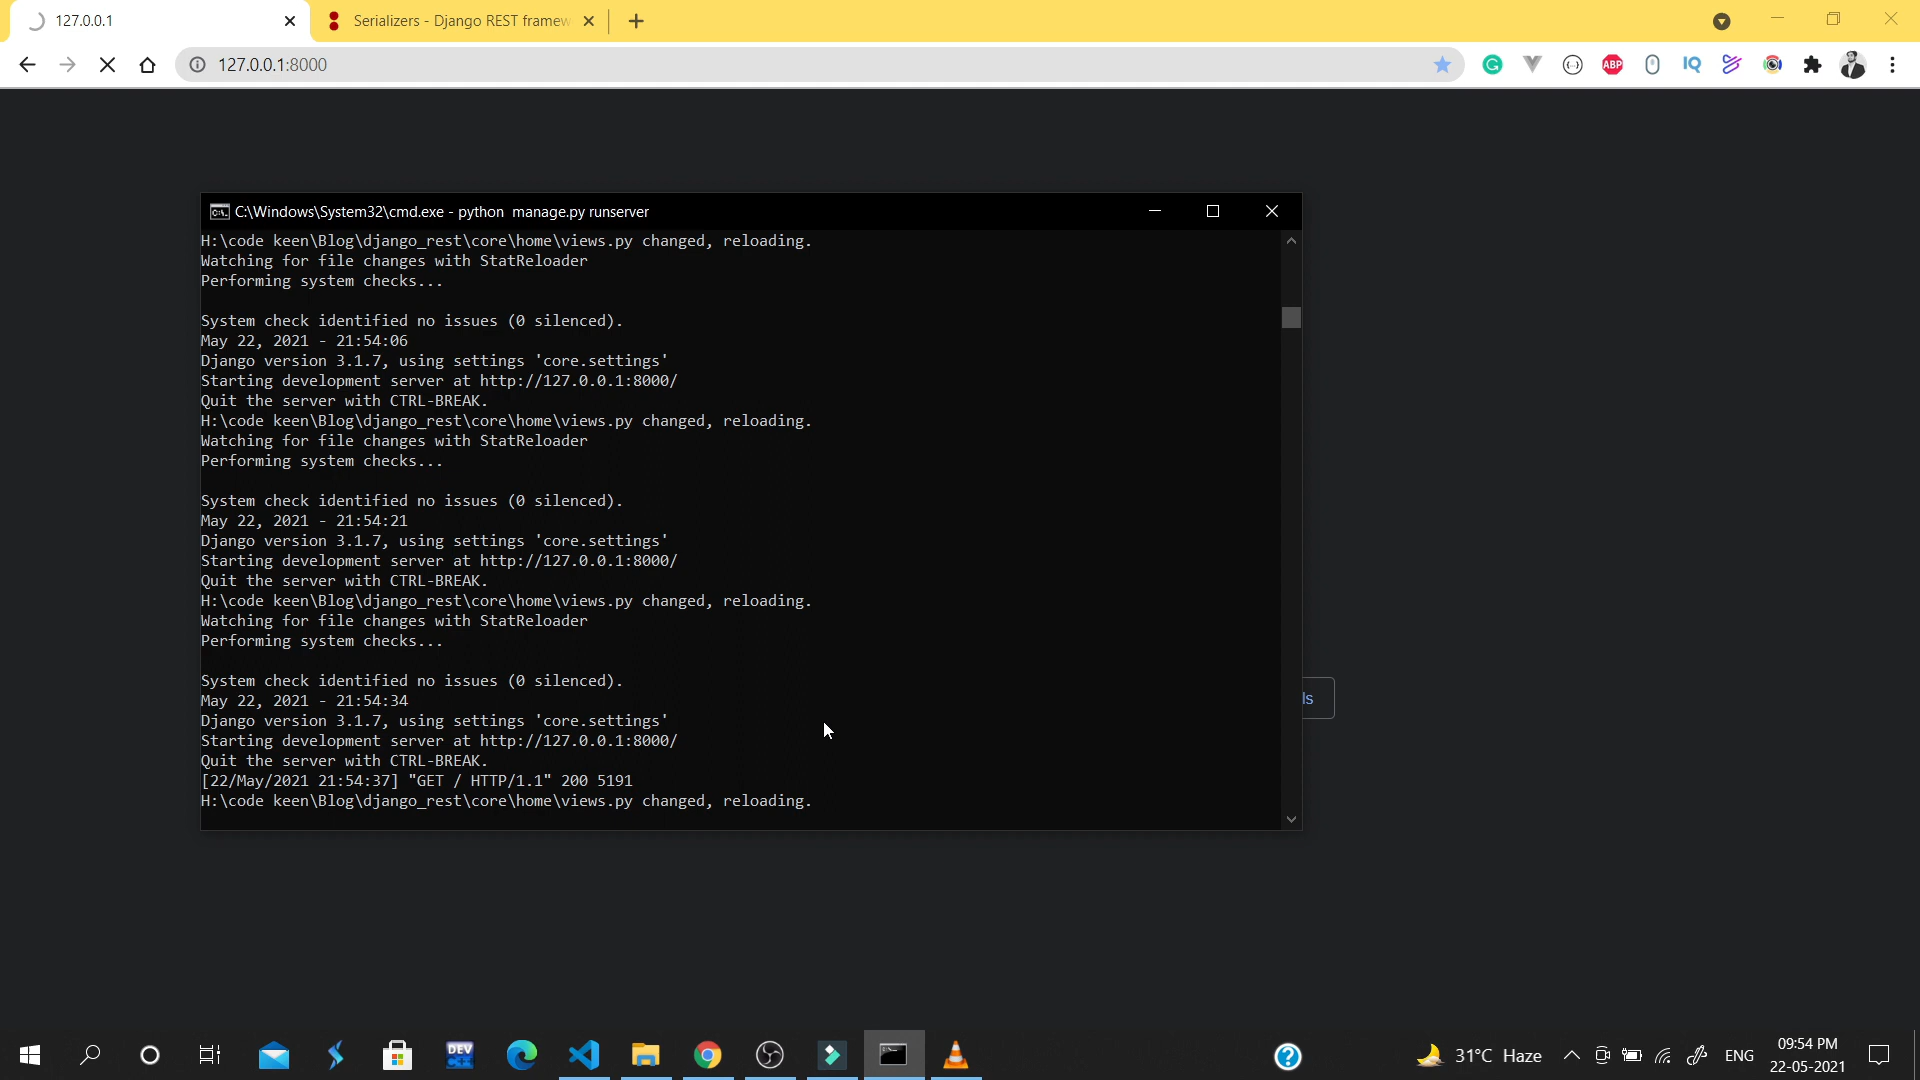 127.0.0.1
Serializers - Django REST framew
127.0.0.1:8000
ABP
IQ
C:\Windows\System32\cmd.exe - python  manage.py runserver
H:\code keen\Blog\django_rest\core\home\views.py changed, reloading.
Watching for file changes with StatReloader
Performing system checks...
System check identified no issues (0 silenced).
May 22, 2021 - 21:54:06
Django version 3.1.7, using settings 'core.settings'
Starting development server at http://127.0.0.1:8000/
Quit the server with CTRL-BREAK.
H:\code keen\Blog\django_rest\core\home\views.py changed, reloading.
Watching for file changes with StatReloader
Performing system checks...
System check identified no issues (0 silenced).
May 22, 2021 - 21:54:21
Django version 3.1.7, using settings 'core.settings'
Starting development server at http://127.0.0.1:8000/
Quit the server with CTRL-BREAK.
H:\code keen\Blog\django_rest\core\home\views.py changed, reloading.
Watching for file changes with StatReloader
Performing system checks...
System check identified no issues (0 silenced).
May 22, 2021 - 21:54:34
Django version 3.1.7, using settings 'core.settings'
Starting development server at http://127.0.0.1:8000/
Quit the server with CTRL-BREAK.
[22/May/2021 21:54:37] "GET / HTTP/1.1" 200 5191
H:\code keen\Blog\django_rest\core\home\views.py changed, reloading.
ls
DEV
31°C Haze
ENG
09:54 PM
22-05-2021